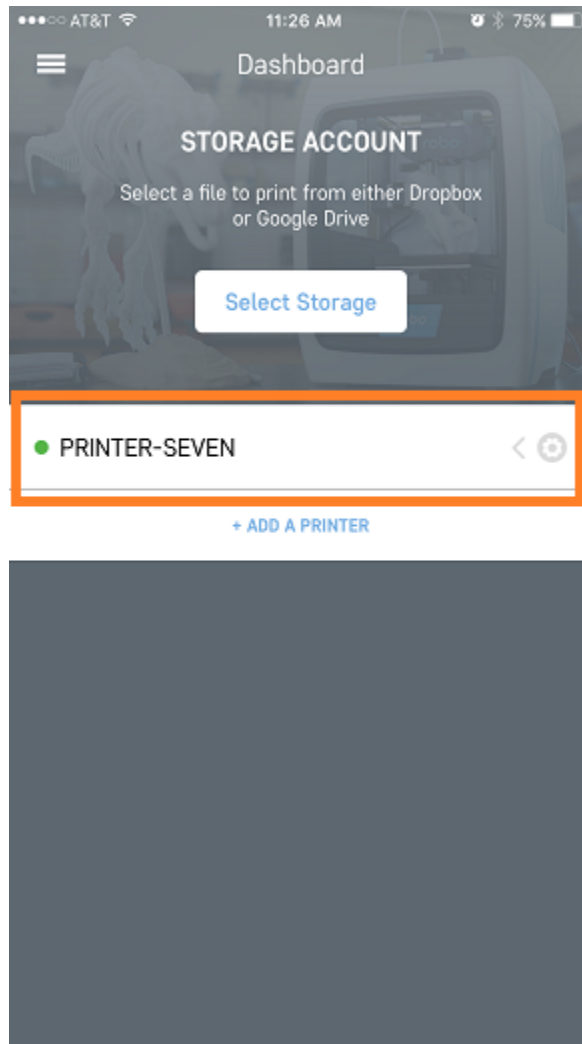 AT&T 11:26 AM 75%
Dashboard
STORAGE ACCOUNT
Select a file to print from either Dropbox
or Google Drive
Select Storage
PRINTER-SEVEN
+ ADD A PRINTER